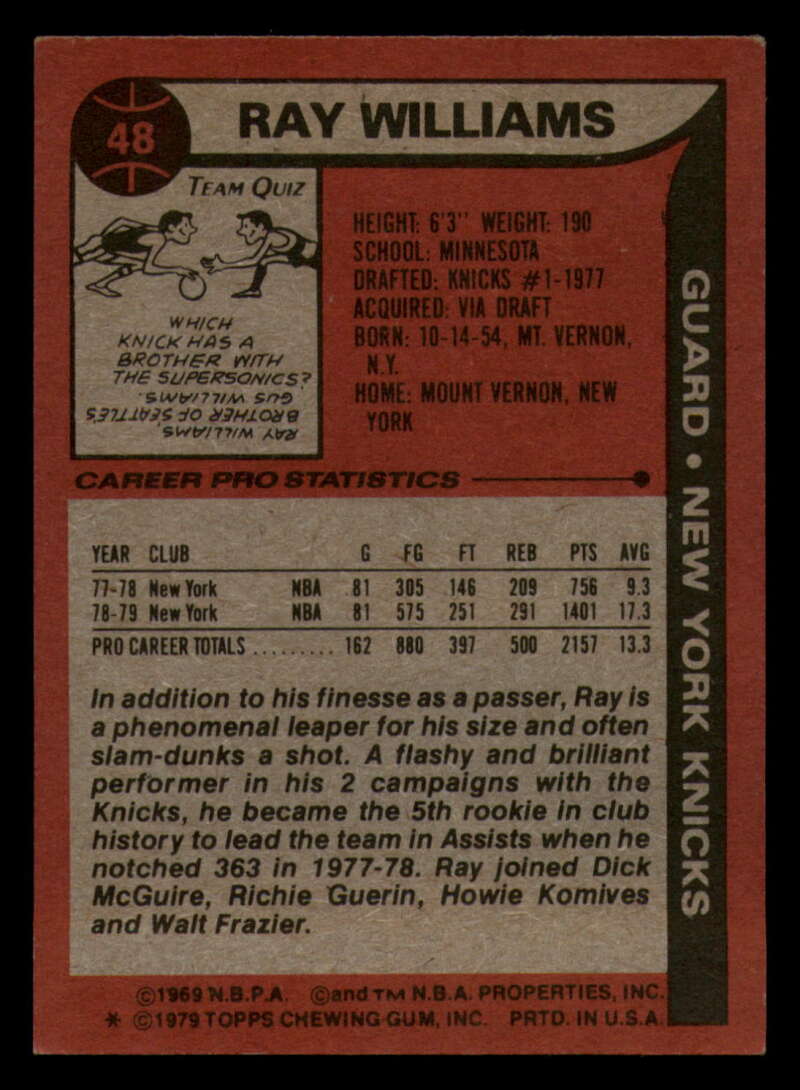 48
RAY WILLIAMS
TEAM QUIZ
WHICH
KNICK HAS A
BROTHER WITH
THE SUPERSONICS?
RAY WILLIAMS,
BROTHER OF SEATTLE'S
GUS WILLIAMS.
HEIGHT: 6'3" WEIGHT: 190
SCHOOL: MINNESOTA
DRAFTED: KNICKS #1-1977
ACQUIRED: VIA DRAFT
BORN: 10-14-54, MT. VERNON,
N.Y.
HOME: MOUNT VERNON, NEW
YORK
GUARD • NEW YORK KNICKS
CAREER PRO STATISTICS
YEAR CLUB G FG FT REB PTS AVG
77-78 New York NBA 81 305 146 209 756 9.3
78-79 New York NBA 81 575 251 291 1401 17.3
PRO CAREER TOTALS ......... 162 880 397 500 2157 13.3
In addition to his finesse as a passer, Ray is
a phenomenal leaper for his size and often
slam-dunks a shot. A flashy and brilliant
performer in his 2 campaigns with the
Knicks, he became the 5th rookie in club
history to lead the team in Assists when he
notched 363 in 1977-78. Ray joined Dick
McGuire, Richie Guerin, Howie Komives
and Walt Frazier.
©1969 N.B.P.A. ©and TM N.B.A. PROPERTIES, INC.
* ©1979 TOPPS CHEWING GUM, INC. PRTD. IN U.S.A.